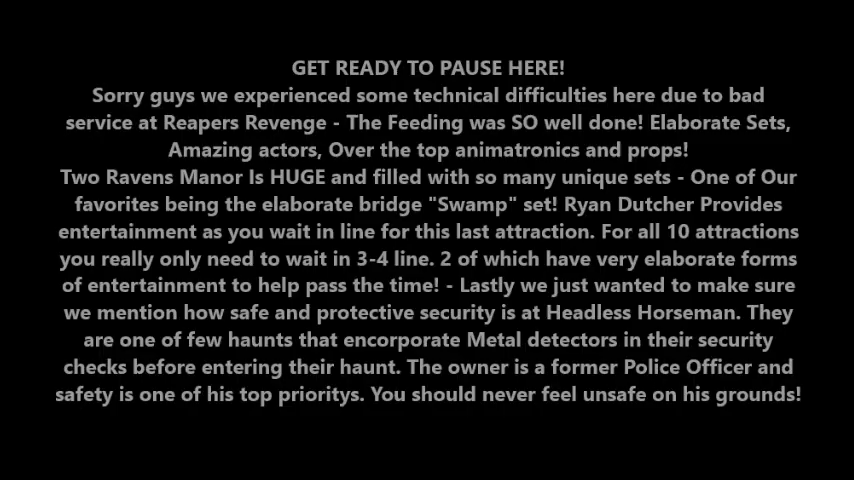 GET READY TO PAUSE HERE!
Sorry guys we experienced some technical difficulties here due to bad
service at Reapers Revenge - The Feeding was SO well done! Elaborate Sets,
Amazing actors, Over the top animatronics and props!
Two Ravens Manor Is HUGE and filled with so many unique sets - One of Our
favorites being the elaborate bridge "Swamp" set! Ryan Dutcher Provides
entertainment as you wait in line for this last attraction. For all 10 attractions
you really only need to wait in 3-4 line. 2 of which have very elaborate forms
of entertainment to help pass the time! - Lastly we just wanted to make sure
we mention how safe and protective security is at Headless Horseman. They
are one of few haunts that encorporate Metal detectors in their security
checks before entering their haunt. The owner is a former Police Officer and
safety is one of his top prioritys. You should never feel unsafe on his grounds!